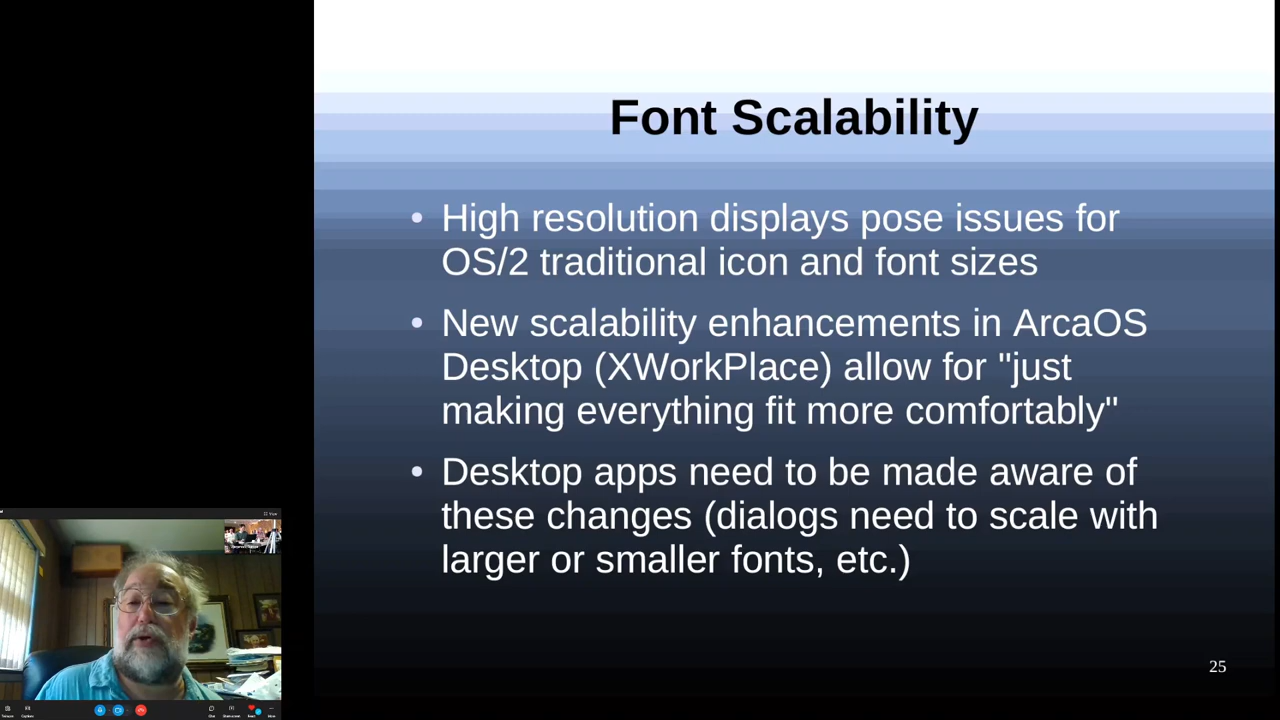 Font Scalability
• High resolution displays pose issues for
OS/2 traditional icon and font sizes
• New scalability enhancements in ArcaOS
Desktop (XWorkPlace) allow for "just
making everything fit more comfortably"
• Desktop apps need to be made aware of
these changes (dialogs need to scale with
larger or smaller fonts, etc.)
25
View